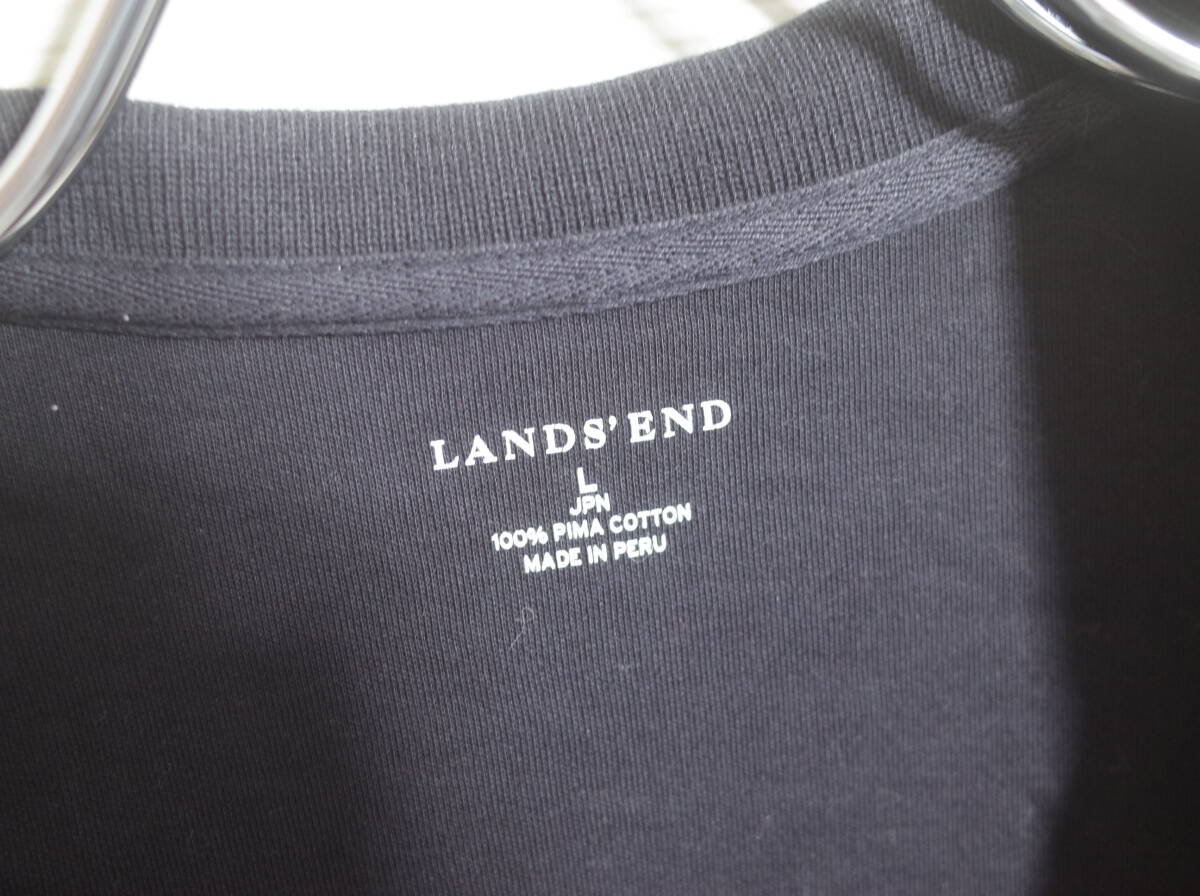 LANDS' END
L
JPN
100% PIMA COTTON
MADE IN PERU